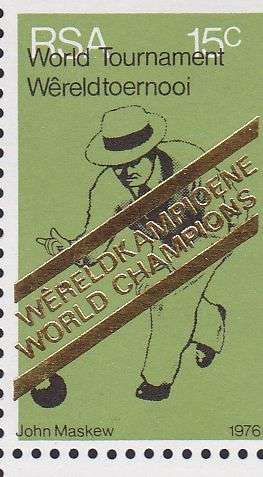 RSA 15c
World Tournament
Wêreldtoernooi
WÊRELDKAMPIOENE
WORLD CHAMPIONS
John Maskew 1976